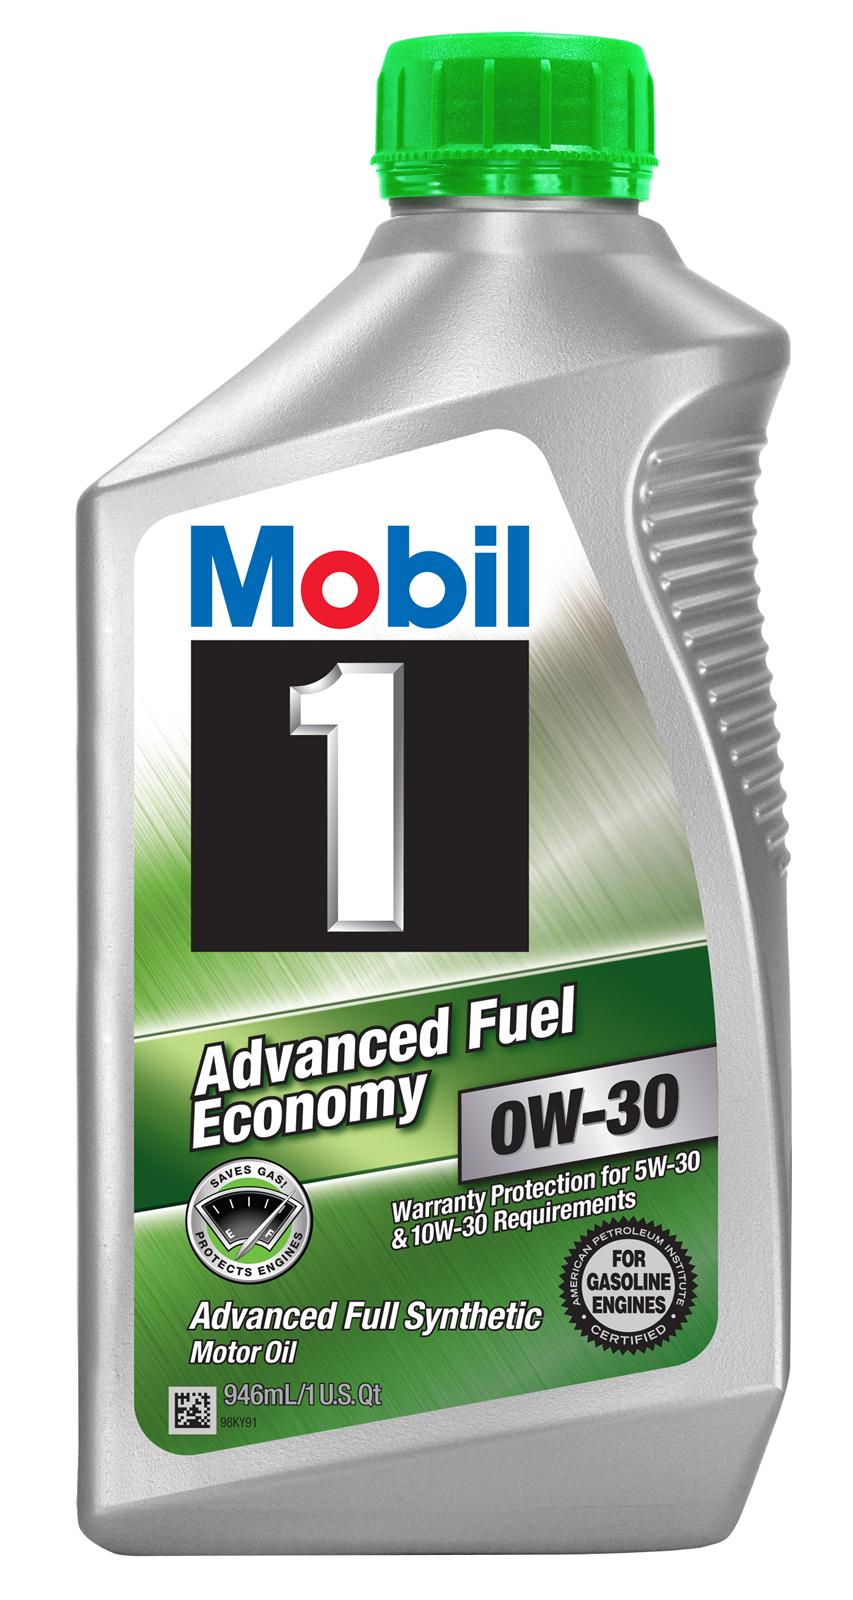 Mobil
1
Advanced Fuel
Economy
0W-30
Warranty Protection for 5W-30
& 10W-30 Requirements
SAVES GAS!
E F
PROTECTS ENGINES
AMERICAN PETROLEUM INSTITUTE
FOR
GASOLINE
ENGINES
CERTIFIED
Advanced Full Synthetic
Motor Oil
946mL/1 U.S. Qt
98KY91